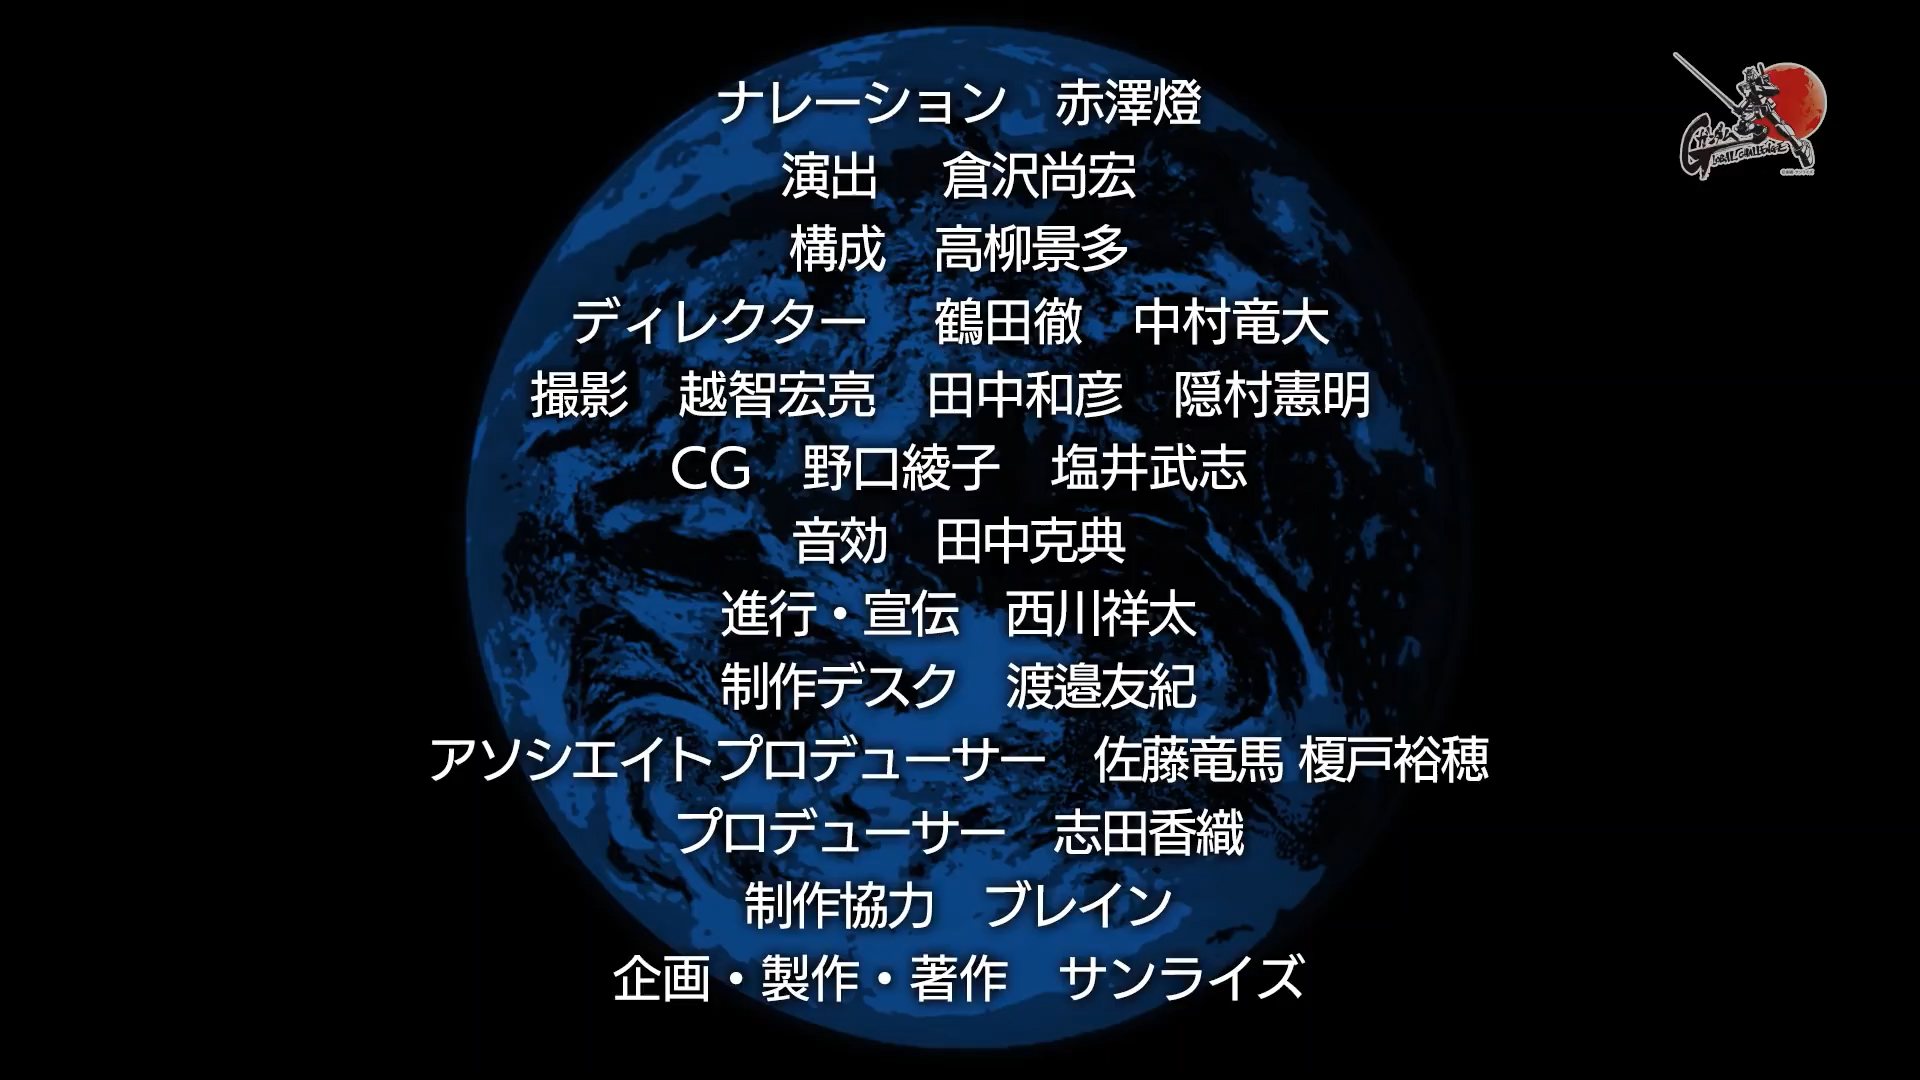 ナレーション　赤澤燈
演出　倉沢尚宏
構成　高柳景多
ディレクター　鶴田徹　中村竜大
撮影　越智宏亮　田中和彦　隠村憲明
CG　野口綾子　塩井武志
音効　田中克典
進行・宣伝　西川祥太
制作デスク　渡邉友紀
アソシエイトプロデューサー　佐藤竜馬 榎戸裕穂
プロデューサー　志田香織
制作協力　ブレイン
企画・製作・著作　サンライズ
GLOBAL CHALLENGE